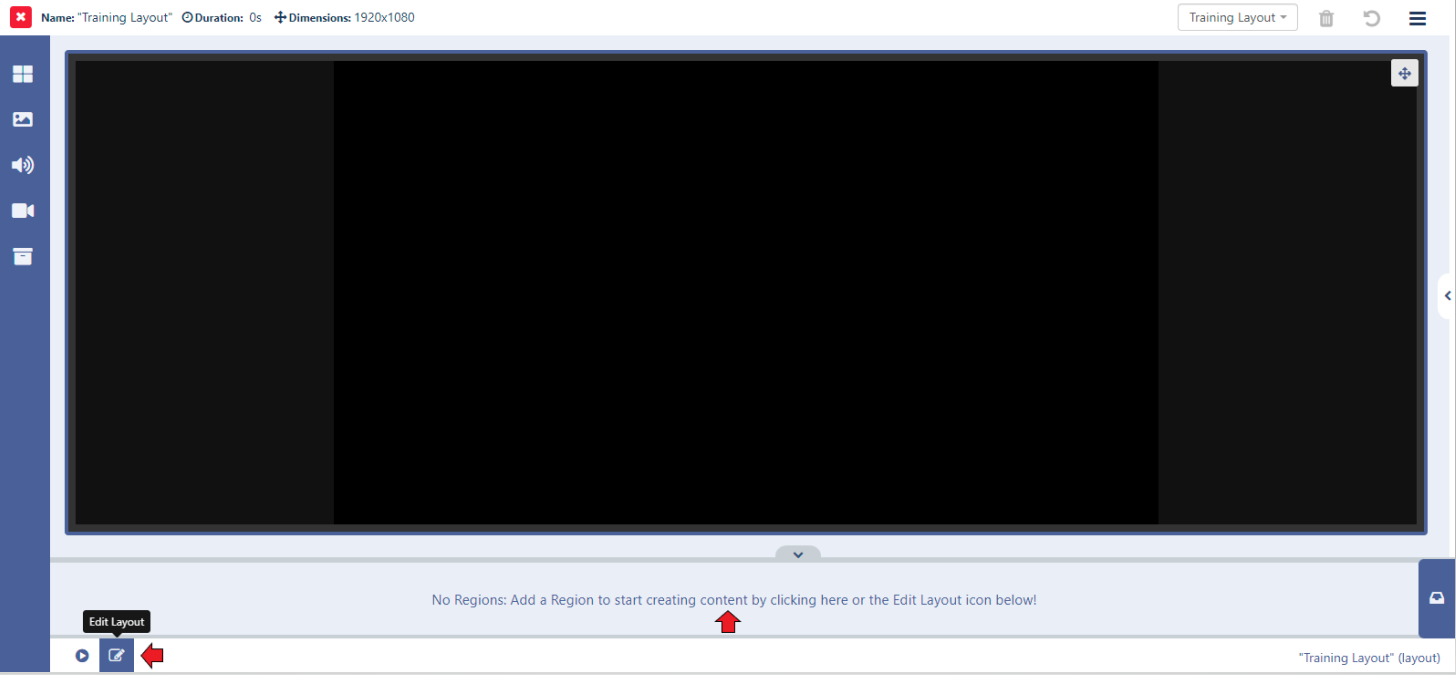 Name: "Training Layout" Duration: 0s Dimensions: 1920x1080
Training Layout
No Regions: Add a Region to start creating content by clicking here or the Edit Layout icon below!
Edit Layout
"Training Layout" (layout)